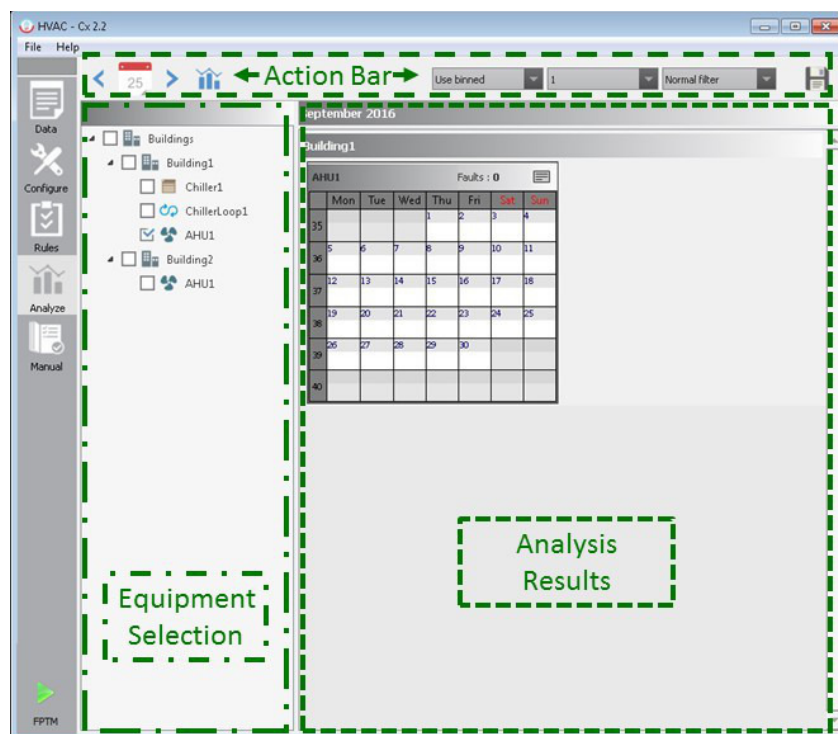 HVAC - Cx 2.2
File Help
25
Action Bar
Use binned
1
Normal filter
Data
Configure
Rules
Analyze
Manual
FPTM
Buildings
Building1
Chiller1
ChillerLoop1
AHU1
Building2
AHU1
Equipment
Selection
September 2016
Building1
AHU1 Faults : 0
Mon Tue Wed Thu Fri Sat Sun
35 1 2 3 4
36 5 6 7 8 9 10 11
37 12 13 14 15 16 17 18
38 19 20 21 22 23 24 25
39 26 27 28 29 30
40
Analysis
Results